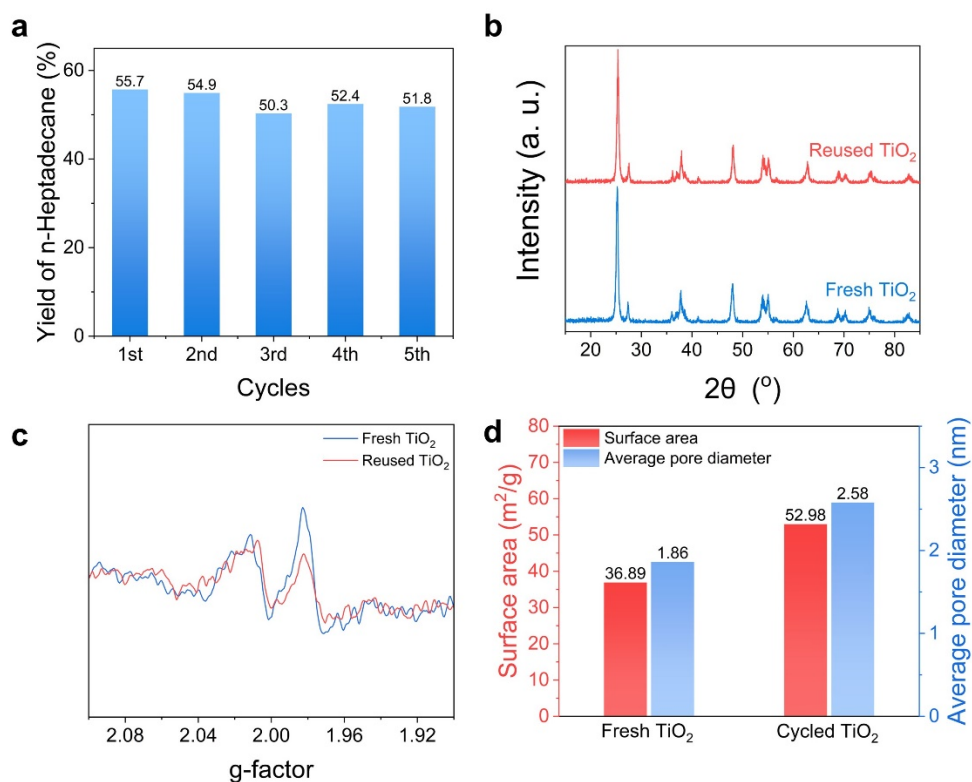 a
Yield of n-Heptadecane (%)
60
40
20
0
55.7
54.9
50.3
52.4
51.8
1st 2nd 3rd 4th 5th
Cycles
b
Intensity (a. u.)
Reused TiO₂
Fresh TiO₂
20 30 40 50 60 70 80
2θ (°)
c
Fresh TiO₂
Reused TiO₂
2.08 2.04 2.00 1.96 1.92
g-factor
d
Surface area (m²/g)
80
70
60
50
40
30
20
10
0
Surface area
Average pore diameter
36.89
1.86
52.98
2.58
Fresh TiO₂ Cycled TiO₂
3
2
1
0
Average pore diameter (nm)